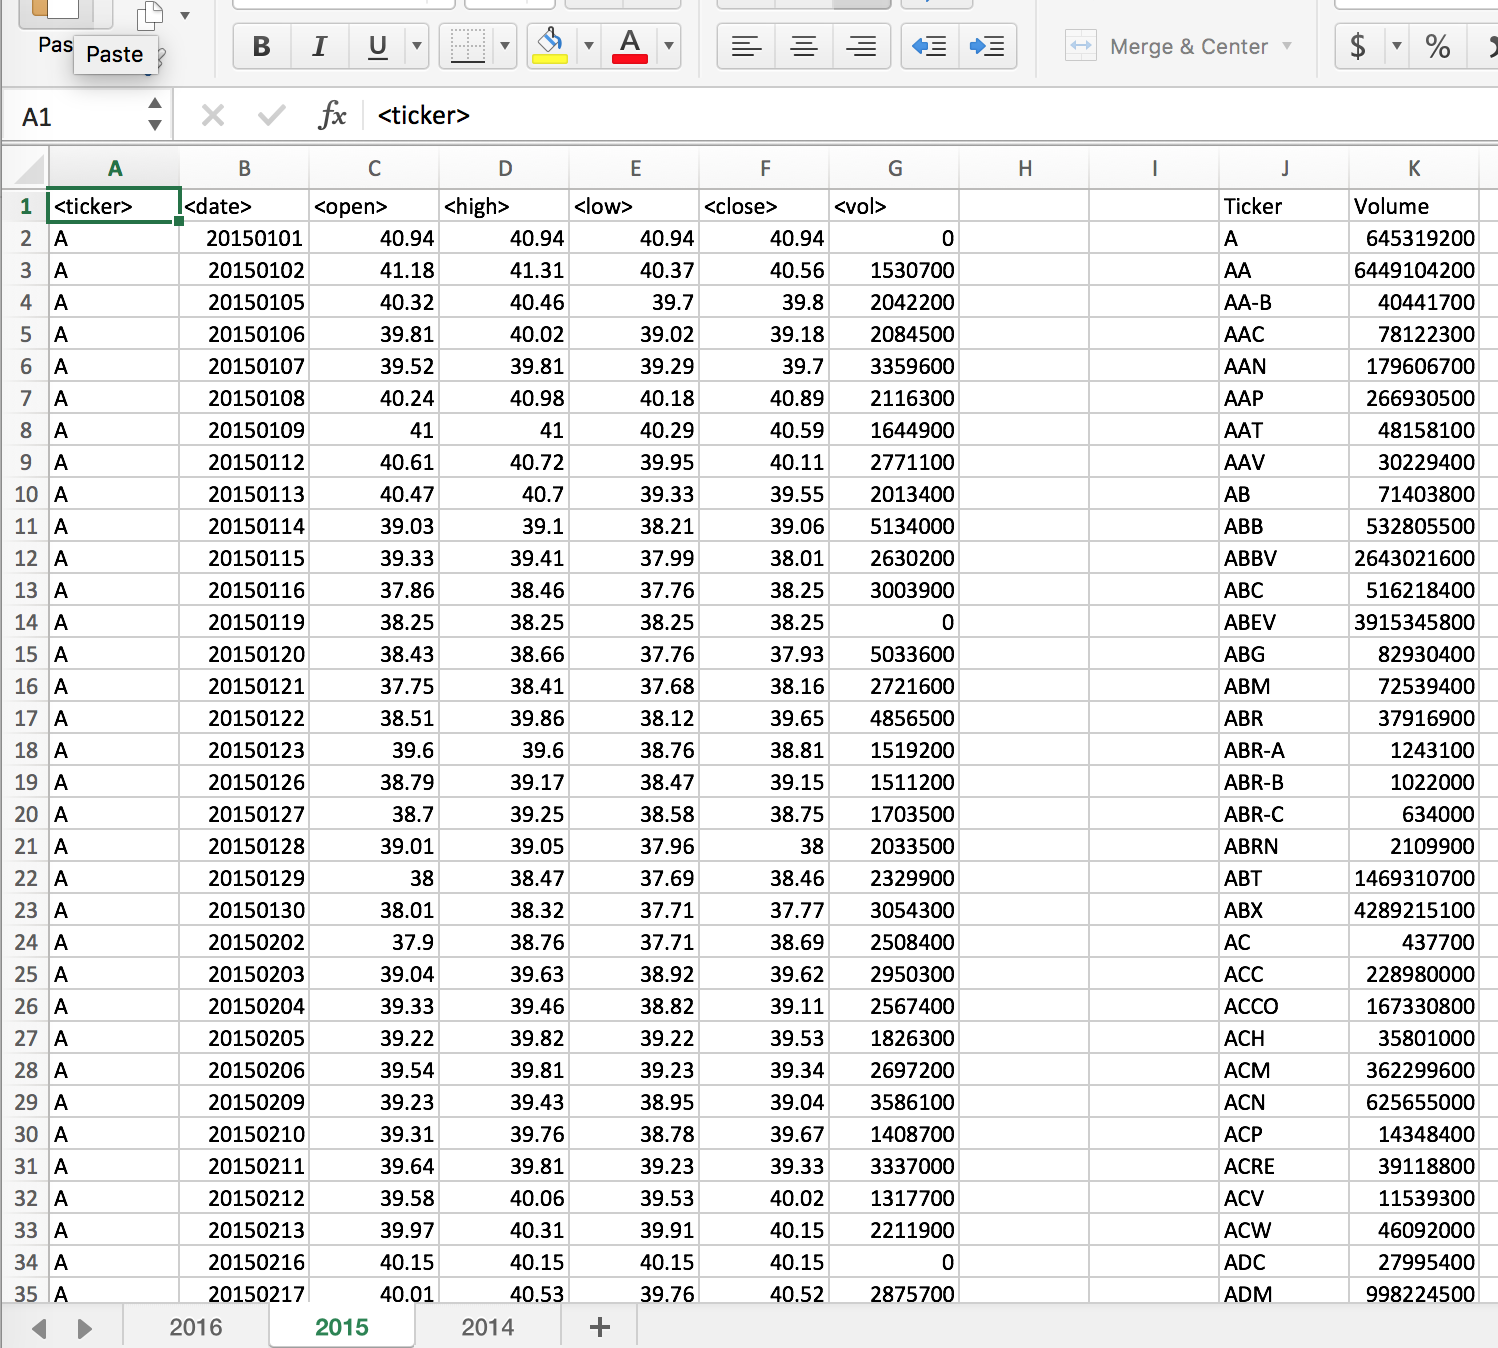 Pas
Paste
B I U A Merge & Center $ %
A1 fx <ticker>
A B C D E F G H I J K
1 <ticker> <date> <open> <high> <low> <close> <vol> Ticker Volume
2 A 20150101 40.94 40.94 40.94 40.94 0 A 645319200
3 A 20150102 41.18 41.31 40.37 40.56 1530700 AA 6449104200
4 A 20150105 40.32 40.46 39.7 39.8 2042200 AA-B 40441700
5 A 20150106 39.81 40.02 39.02 39.18 2084500 AAC 78122300
6 A 20150107 39.52 39.81 39.29 39.7 3359600 AAN 179606700
7 A 20150108 40.24 40.98 40.18 40.89 2116300 AAP 266930500
8 A 20150109 41 41 40.29 40.59 1644900 AAT 48158100
9 A 20150112 40.61 40.72 39.95 40.11 2771100 AAV 30229400
10 A 20150113 40.47 40.7 39.33 39.55 2013400 AB 71403800
11 A 20150114 39.03 39.1 38.21 39.06 5134000 ABB 532805500
12 A 20150115 39.33 39.41 37.99 38.01 2630200 ABBV 2643021600
13 A 20150116 37.86 38.46 37.76 38.25 3003900 ABC 516218400
14 A 20150119 38.25 38.25 38.25 38.25 0 ABEV 3915345800
15 A 20150120 38.43 38.66 37.76 37.93 5033600 ABG 82930400
16 A 20150121 37.75 38.41 37.68 38.16 2721600 ABM 72539400
17 A 20150122 38.51 39.86 38.12 39.65 4856500 ABR 37916900
18 A 20150123 39.6 39.6 38.76 38.81 1519200 ABR-A 1243100
19 A 20150126 38.79 39.17 38.47 39.15 1511200 ABR-B 1022000
20 A 20150127 38.7 39.25 38.58 38.75 1703500 ABR-C 634000
21 A 20150128 39.01 39.05 37.96 38 2033500 ABRN 2109900
22 A 20150129 38 38.47 37.69 38.46 2329900 ABT 1469310700
23 A 20150130 38.01 38.32 37.71 37.77 3054300 ABX 4289215100
24 A 20150202 37.9 38.76 37.71 38.69 2508400 AC 437700
25 A 20150203 39.04 39.63 38.92 39.62 2950300 ACC 228980000
26 A 20150204 39.33 39.46 38.82 39.11 2567400 ACCO 167330800
27 A 20150205 39.22 39.82 39.22 39.53 1826300 ACH 35801000
28 A 20150206 39.54 39.81 39.23 39.34 2697200 ACM 362299600
29 A 20150209 39.23 39.43 38.95 39.04 3586100 ACN 625655000
30 A 20150210 39.31 39.76 38.78 39.67 1408700 ACP 14348400
31 A 20150211 39.64 39.81 39.23 39.33 3337000 ACRE 39118800
32 A 20150212 39.58 40.06 39.53 40.02 1317700 ACV 11539300
33 A 20150213 39.97 40.31 39.91 40.15 2211900 ACW 46092000
34 A 20150216 40.15 40.15 40.15 40.15 0 ADC 27995400
35 A 20150217 40.01 40.53 39.76 40.52 2875700 ADM 998224500
2016 2015 2014 +